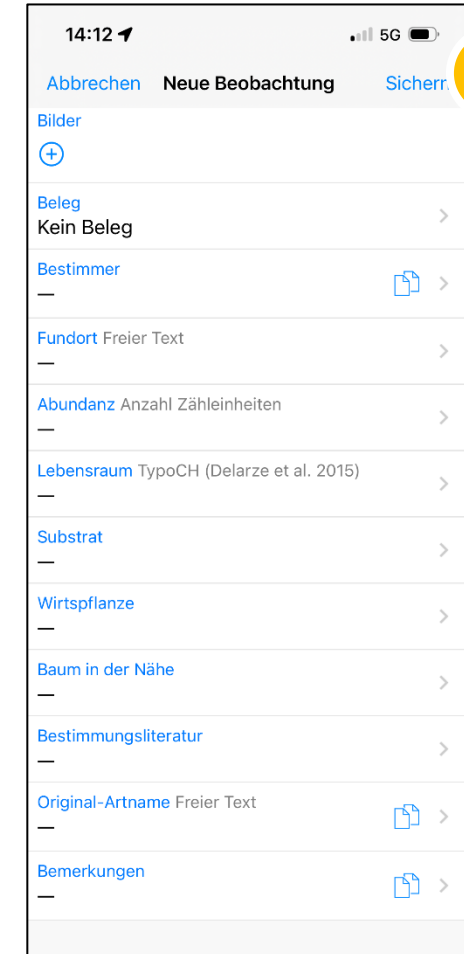 14:12 5G
Abbrechen Neue Beobachtung Sichern
Bilder
Beleg
Kein Beleg
Bestimmer
—
Fundort Freier Text
—
Abundanz Anzahl Zähleinheiten
—
Lebensraum TypoCH (Delarze et al. 2015)
—
Substrat
—
Wirtspflanze
—
Baum in der Nähe
—
Bestimmungsliteratur
—
Original-Artname Freier Text
—
Bemerkungen
—